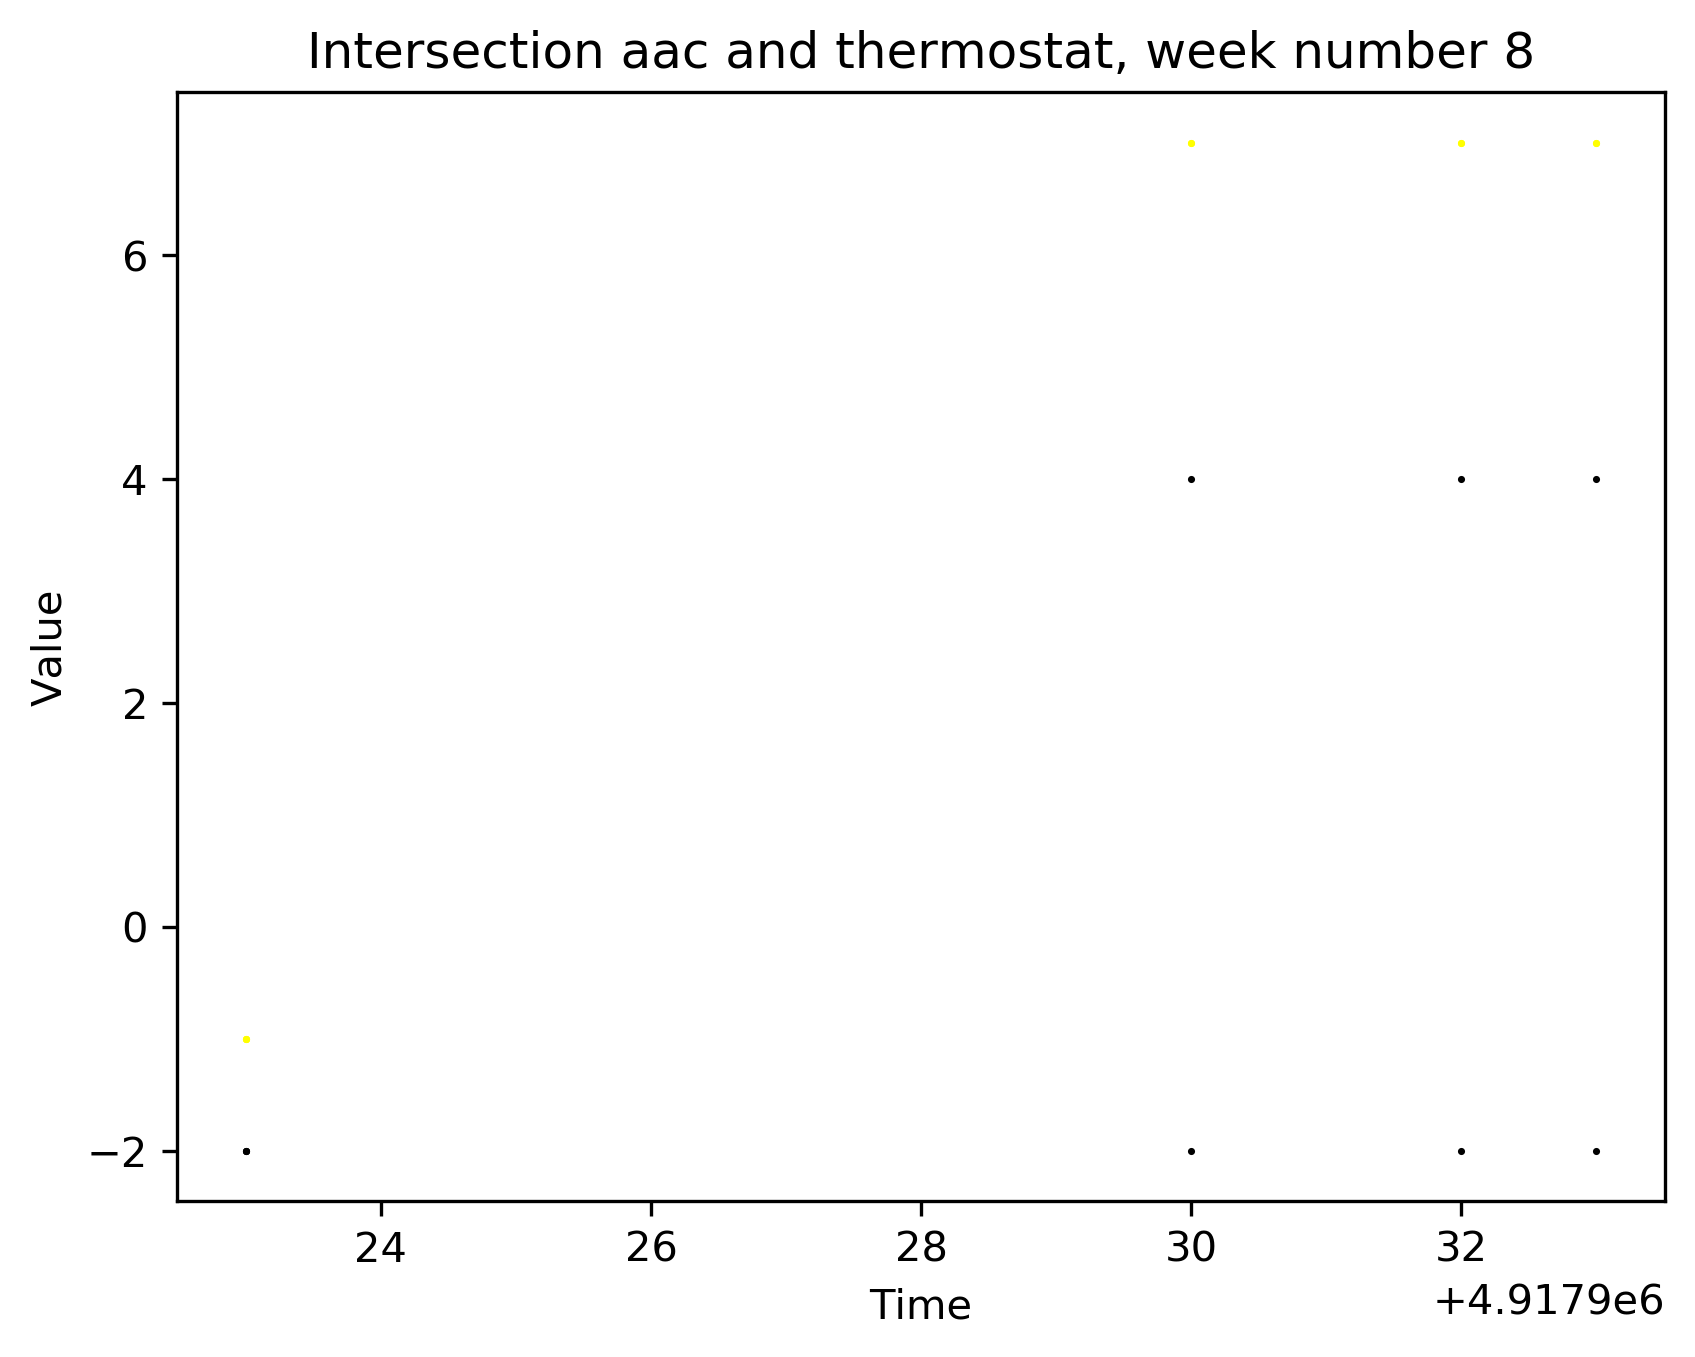 Intersection aac and thermostat, week number 8
6
4
2
0
−2
Value
24 26 28 30 32
+4.9179e6
Time